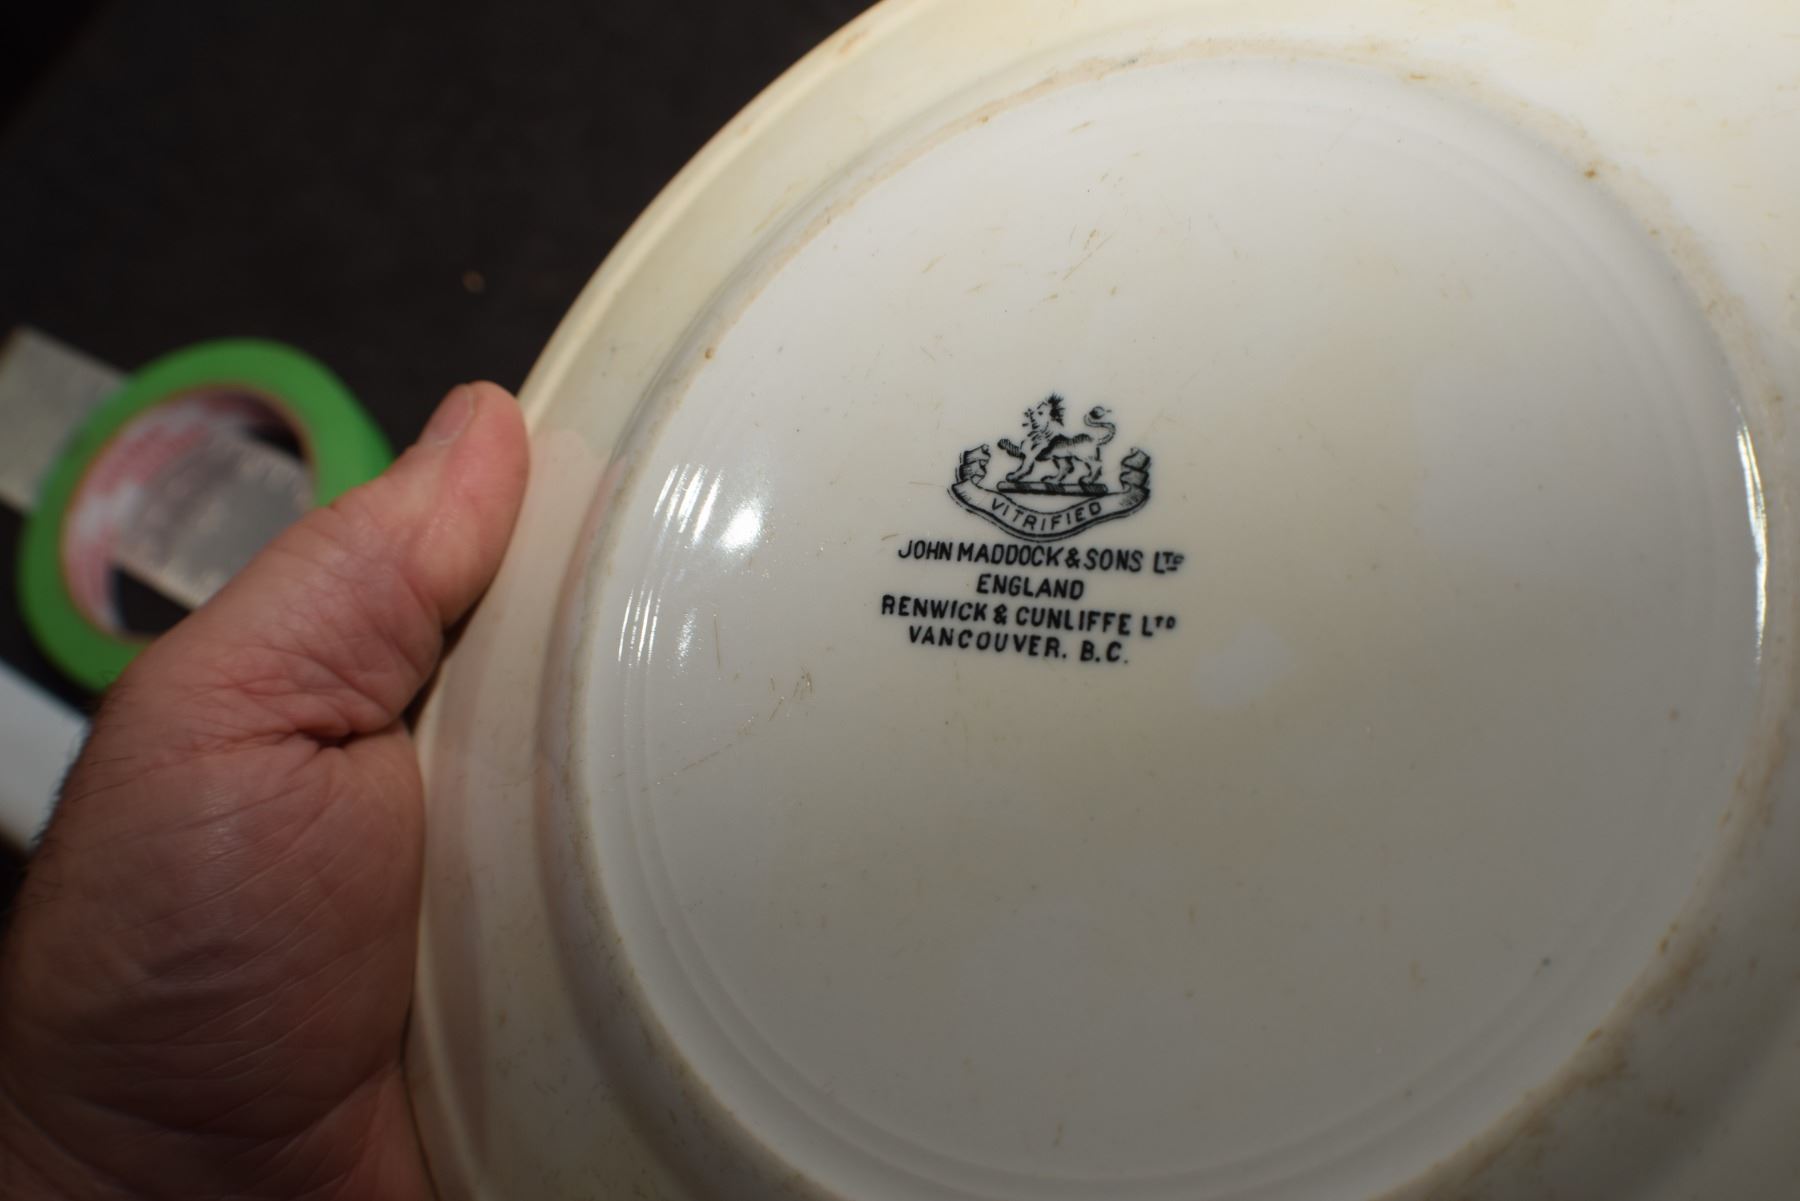 VITRIFIED
JOHN MADDOCK & SONS LTD
ENGLAND
RENWICK & CUNLIFFE LTD
VANCOUVER. B.C.